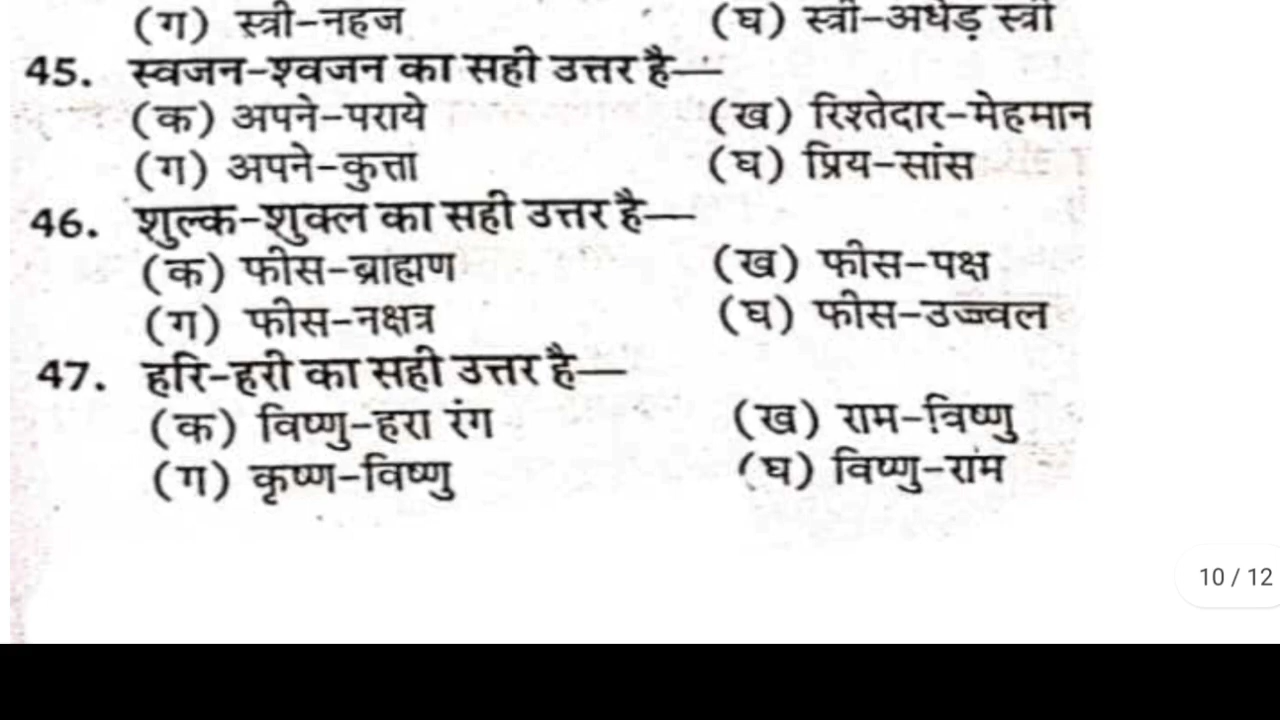 (ग) स्त्री-नहज (घ) स्त्री-अधेड़ स्त्री
45. स्वजन-श्वजन का सही उत्तर है—
(क) अपने-पराये (ख) रिश्तेदार-मेहमान
(ग) अपने-कुत्ता (घ) प्रिय-सांस
46. शुल्क-शुक्ल का सही उत्तर है—
(क) फीस-ब्राह्मण (ख) फीस-पक्ष
(ग) फीस-नक्षत्र (घ) फीस-उज्ज्वल
47. हरि-हरी का सही उत्तर है—
(क) विष्णु-हरा रंग (ख) राम-विष्णु
(ग) कृष्ण-विष्णु (घ) विष्णु-राम
10 / 12